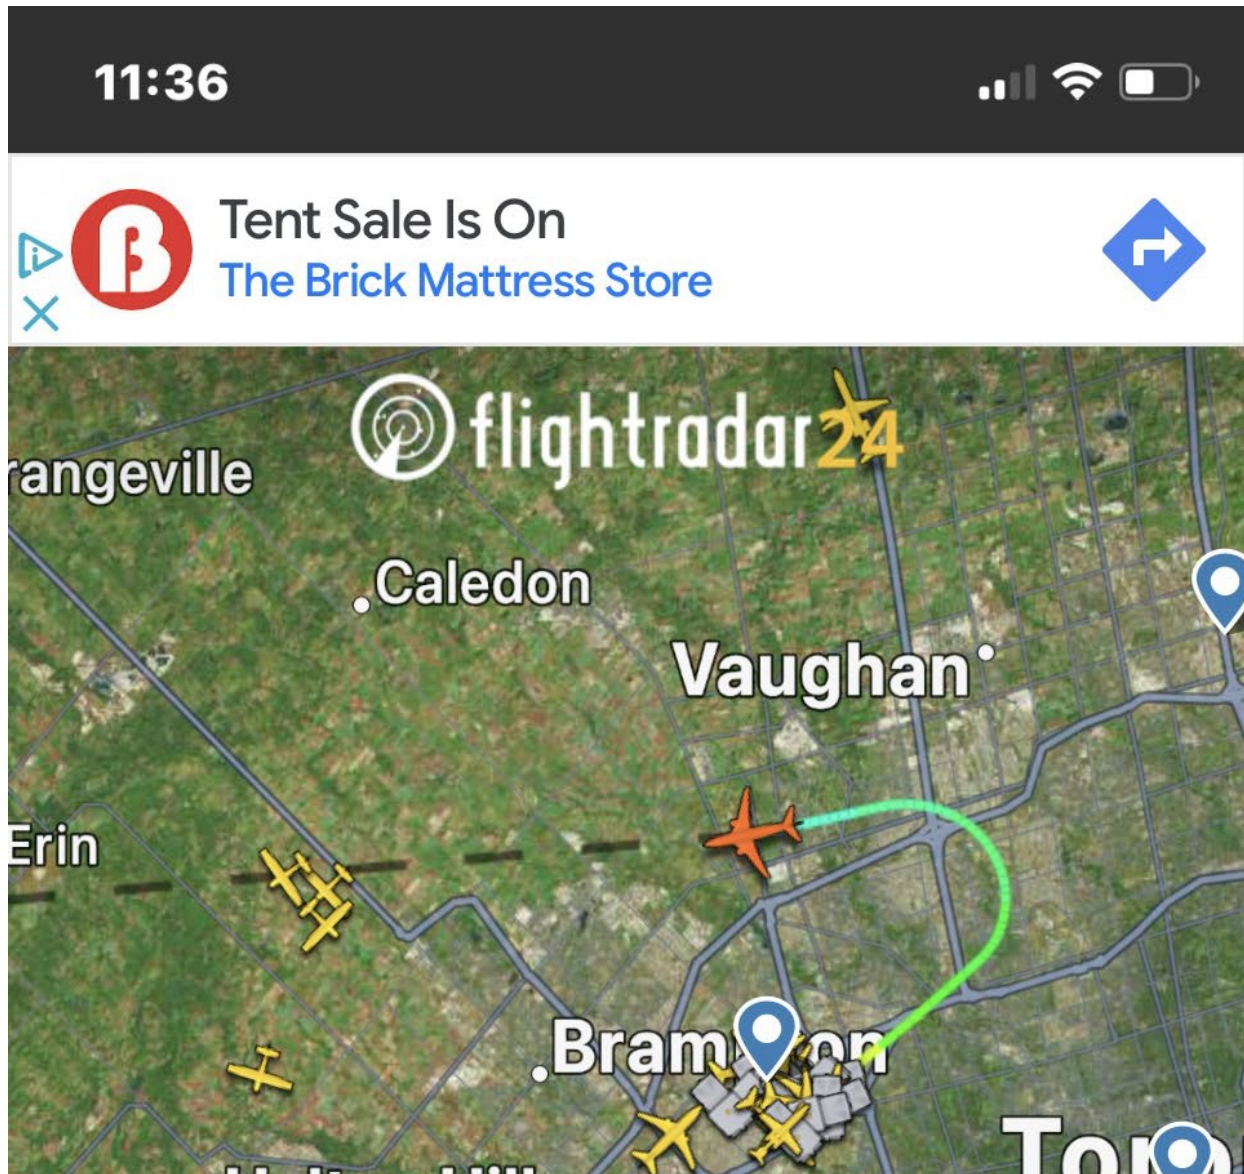 11:36
Tent Sale Is On
The Brick Mattress Store
flightradar24
rangeville
Caledon
Vaughan
Erin